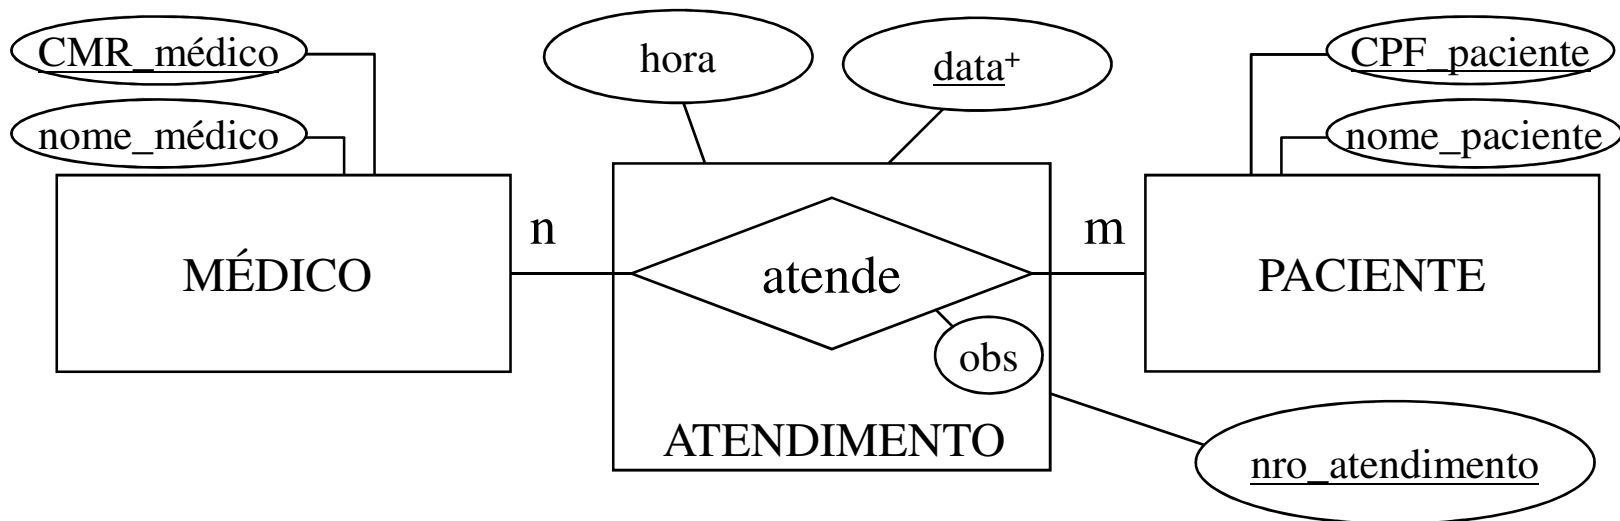 CMR_médico
hora
data⁺
CPF_paciente
nome_médico
nome_paciente
n
m
MÉDICO
atende
PACIENTE
obs
ATENDIMENTO
nro_atendimento